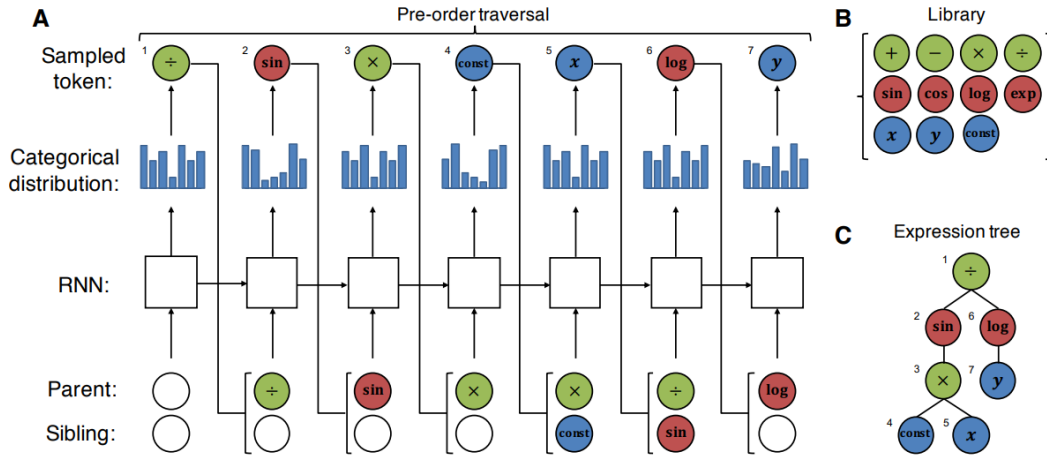 A
Pre-order traversal
Sampled token:
1 ÷ 2 sin 3 × 4 const 5 x 6 log 7 y
Categorical distribution:
RNN:
Parent: ÷ sin × × ÷ log
Sibling: const sin
B
Library
+ − × ÷
sin cos log exp
x y const
C
Expression tree
1 ÷
2 sin 6 log
3 × 7 y
4 const 5 x